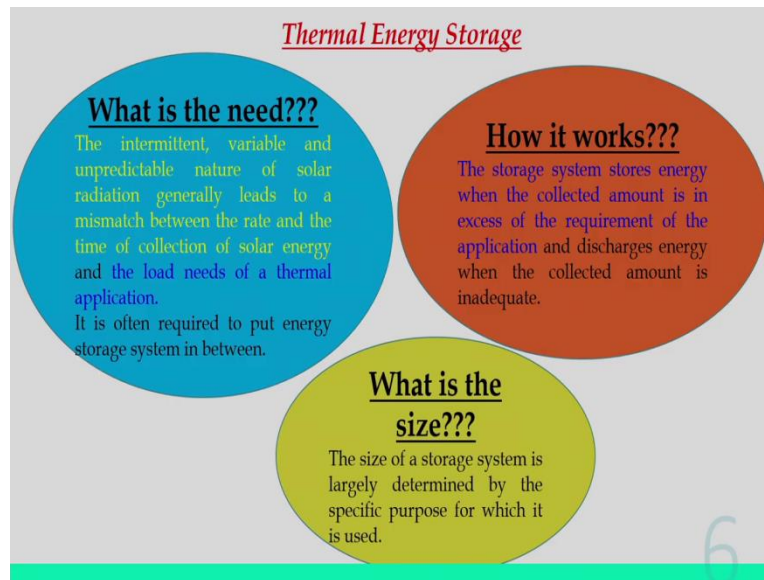 Thermal Energy Storage
What is the need???
The intermittent, variable and
unpredictable nature of solar
radiation generally leads to a
mismatch between the rate and the
time of collection of solar energy
and the load needs of a thermal
application.
It is often required to put energy
storage system in between.
How it works???
The storage system stores energy
when the collected amount is in
excess of the requirement of the
application and discharges energy
when the collected amount is
inadequate.
What is the
size???
The size of a storage system is
largely determined by the
specific purpose for which it
is used.
6